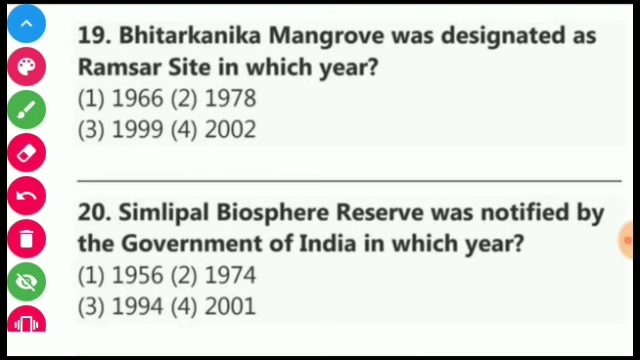 19. Bhitarkanika Mangrove was designated as
Ramsar Site in which year?
(1) 1966 (2) 1978
(3) 1999 (4) 2002
20. Simlipal Biosphere Reserve was notified by
the Government of India in which year?
(1) 1956 (2) 1974
(3) 1994 (4) 2001